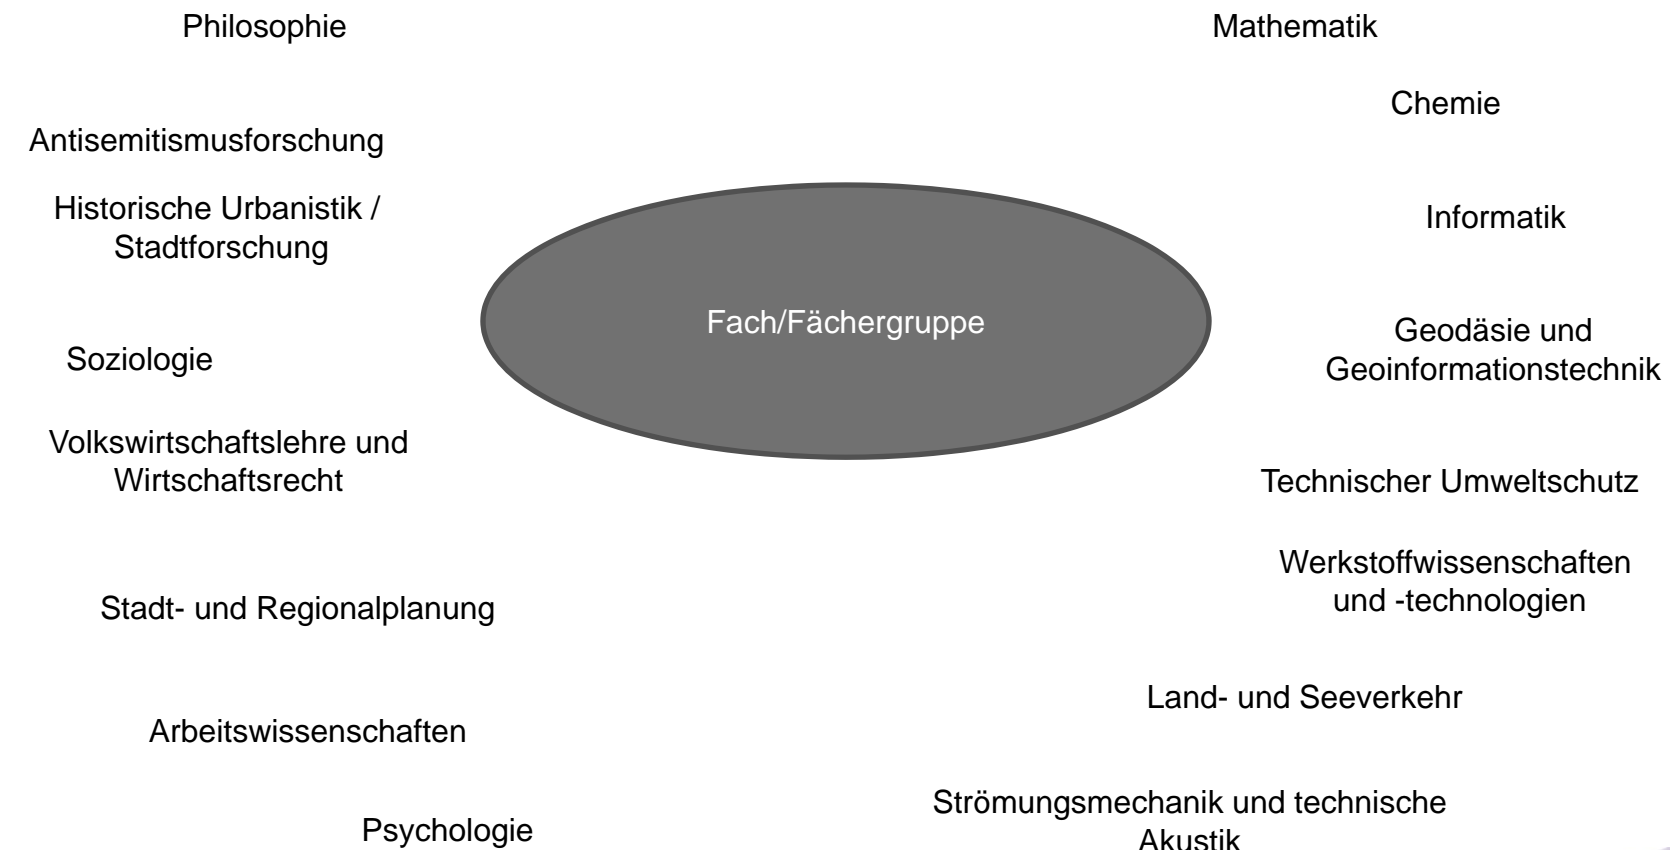 Philosophie
Mathematik
Chemie
Antisemitismusforschung
Historische Urbanistik /
Stadtforschung
Informatik
Fach/Fächergruppe
Geodäsie und
Geoinformationstechnik
Soziologie
Volkswirtschaftslehre und
Wirtschaftsrecht
Technischer Umweltschutz
Werkstoffwissenschaften
und -technologien
Stadt- und Regionalplanung
Land- und Seeverkehr
Arbeitswissenschaften
Strömungsmechanik und technische
Akustik
Psychologie